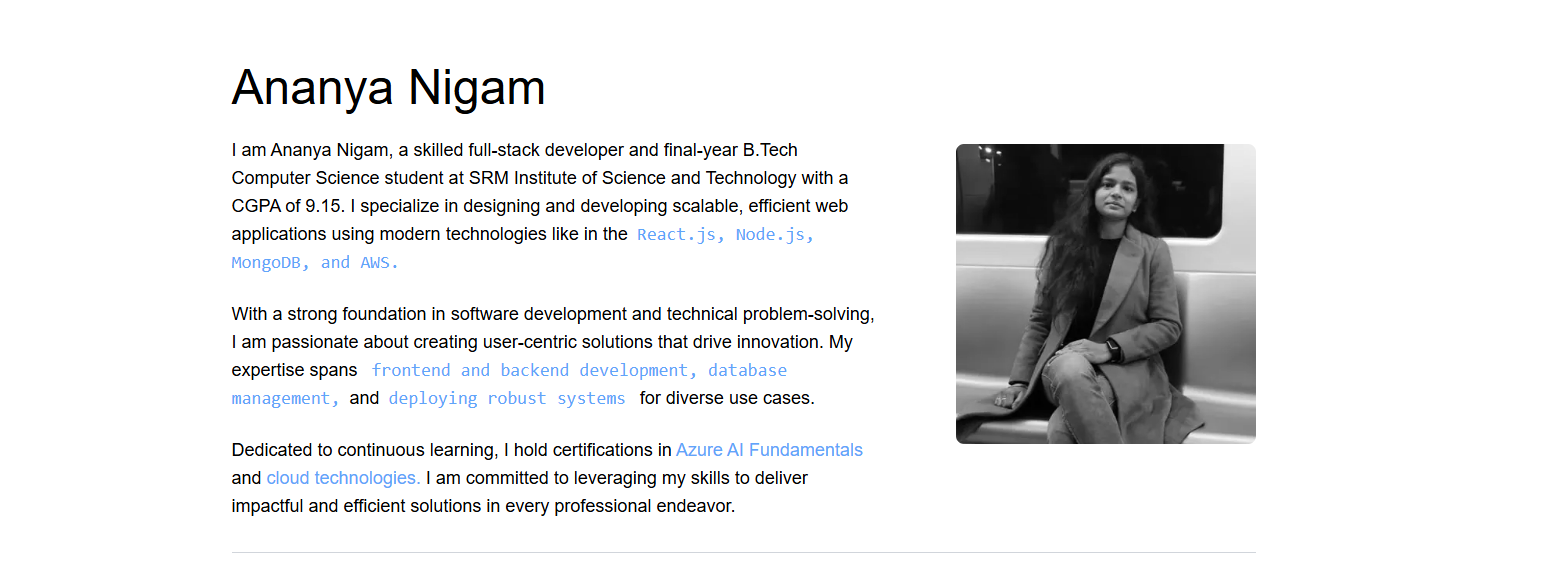 Ananya Nigam
I am Ananya Nigam, a skilled full-stack developer and final-year B.Tech
Computer Science student at SRM Institute of Science and Technology with a
CGPA of 9.15. I specialize in designing and developing scalable, efficient web
applications using modern technologies like in the React.js, Node.js,
MongoDB, and AWS.
With a strong foundation in software development and technical problem-solving,
I am passionate about creating user-centric solutions that drive innovation. My
expertise spans frontend and backend development, database
management, and deploying robust systems for diverse use cases.
Dedicated to continuous learning, I hold certifications in Azure AI Fundamentals
and cloud technologies. I am committed to leveraging my skills to deliver
impactful and efficient solutions in every professional endeavor.